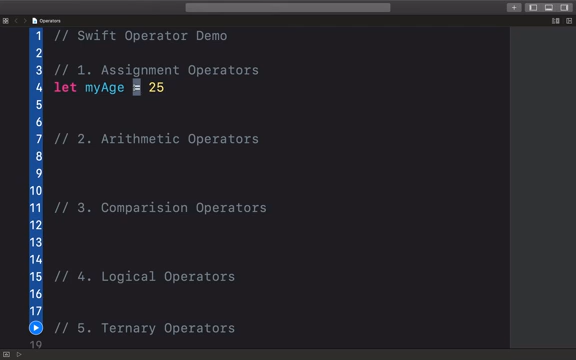 Operators
1 // Swift Operator Demo
2
3 // 1. Assignment Operators
4 let myAge = 25
5
6
7 // 2. Arithmetic Operators
8
9
10
11 // 3. Comparision Operators
12
13
14
15 // 4. Logical Operators
16
17
// 5. Ternary Operators
19